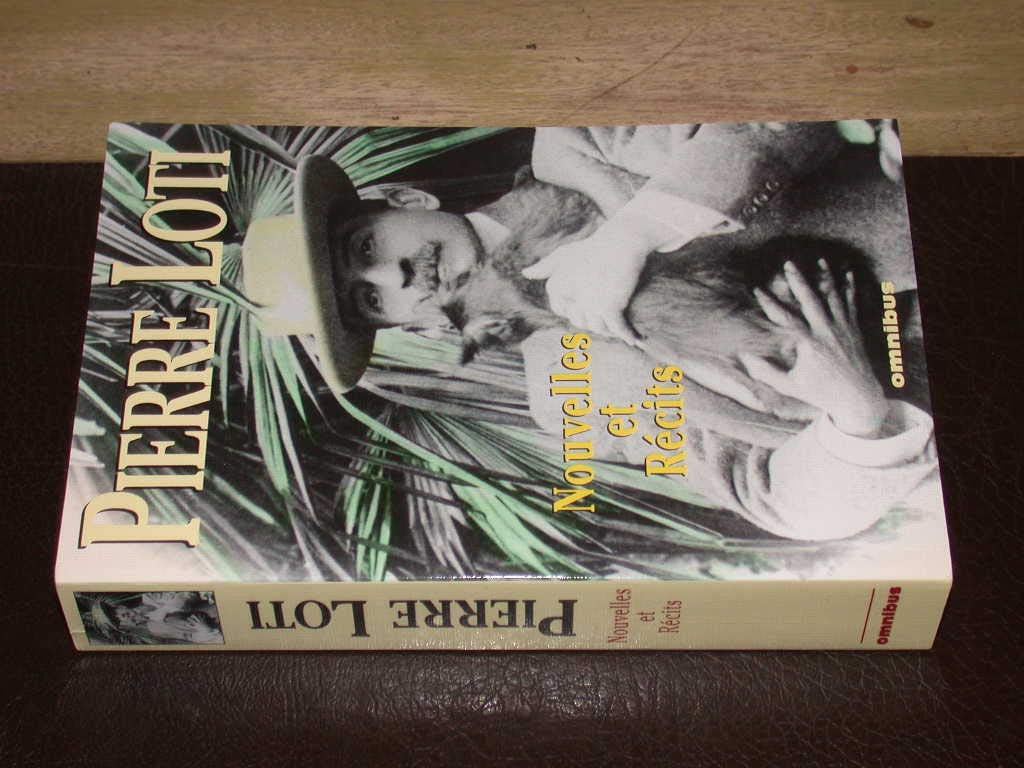 PIERRE LOTI
Nouvelles
et
Récits
omnibus
PIERRE LOTI
Nouvelles
et
Récits
omnibus